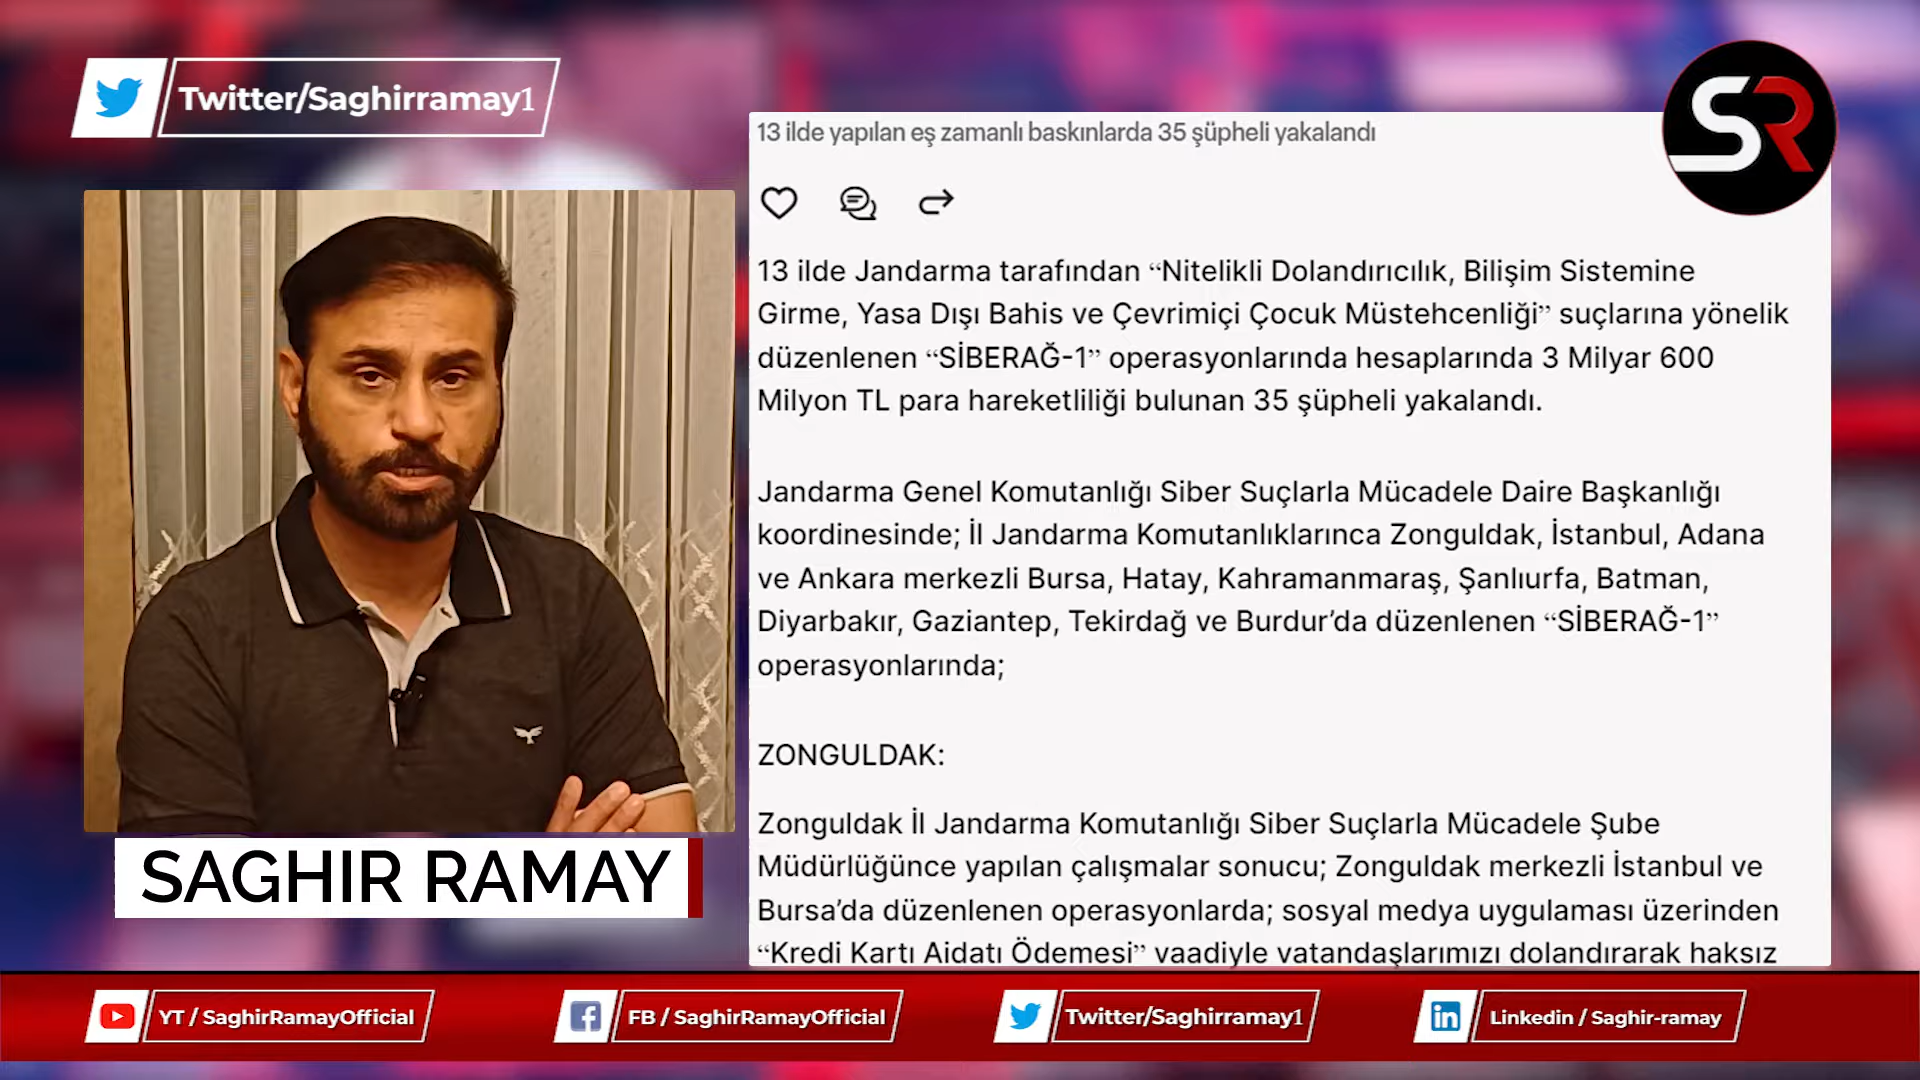 Twitter/Saghirramay1
SR
13 ilde yapılan eş zamanlı baskınlarda 35 şüpheli yakalandı
13 ilde Jandarma tarafından “Nitelikli Dolandırıcılık, Bilişim Sistemine
Girme, Yasa Dışı Bahis ve Çevrimiçi Çocuk Müstehcenliği” suçlarına yönelik
düzenlenen “SİBERAĞ-1” operasyonlarında hesaplarında 3 Milyar 600
Milyon TL para hareketliliği bulunan 35 şüpheli yakalandı.
Jandarma Genel Komutanlığı Siber Suçlarla Mücadele Daire Başkanlığı
koordinesinde; İl Jandarma Komutanlıklarınca Zonguldak, İstanbul, Adana
ve Ankara merkezli Bursa, Hatay, Kahramanmaraş, Şanlıurfa, Batman,
Diyarbakır, Gaziantep, Tekirdağ ve Burdur’da düzenlenen “SİBERAĞ-1”
operasyonlarında;
ZONGULDAK:
Zonguldak İl Jandarma Komutanlığı Siber Suçlarla Mücadele Şube
Müdürlüğünce yapılan çalışmalar sonucu; Zonguldak merkezli İstanbul ve
Bursa’da düzenlenen operasyonlarda; sosyal medya uygulaması üzerinden
“Kredi Kartı Aidatı Ödemesi” vaadiyle vatandaşlarımızı dolandırarak haksız
SAGHIR RAMAY
YT / SaghirRamayOfficial
FB / SaghirRamayOfficial
Twitter/Saghirramay1
Linkedin / Saghir-ramay